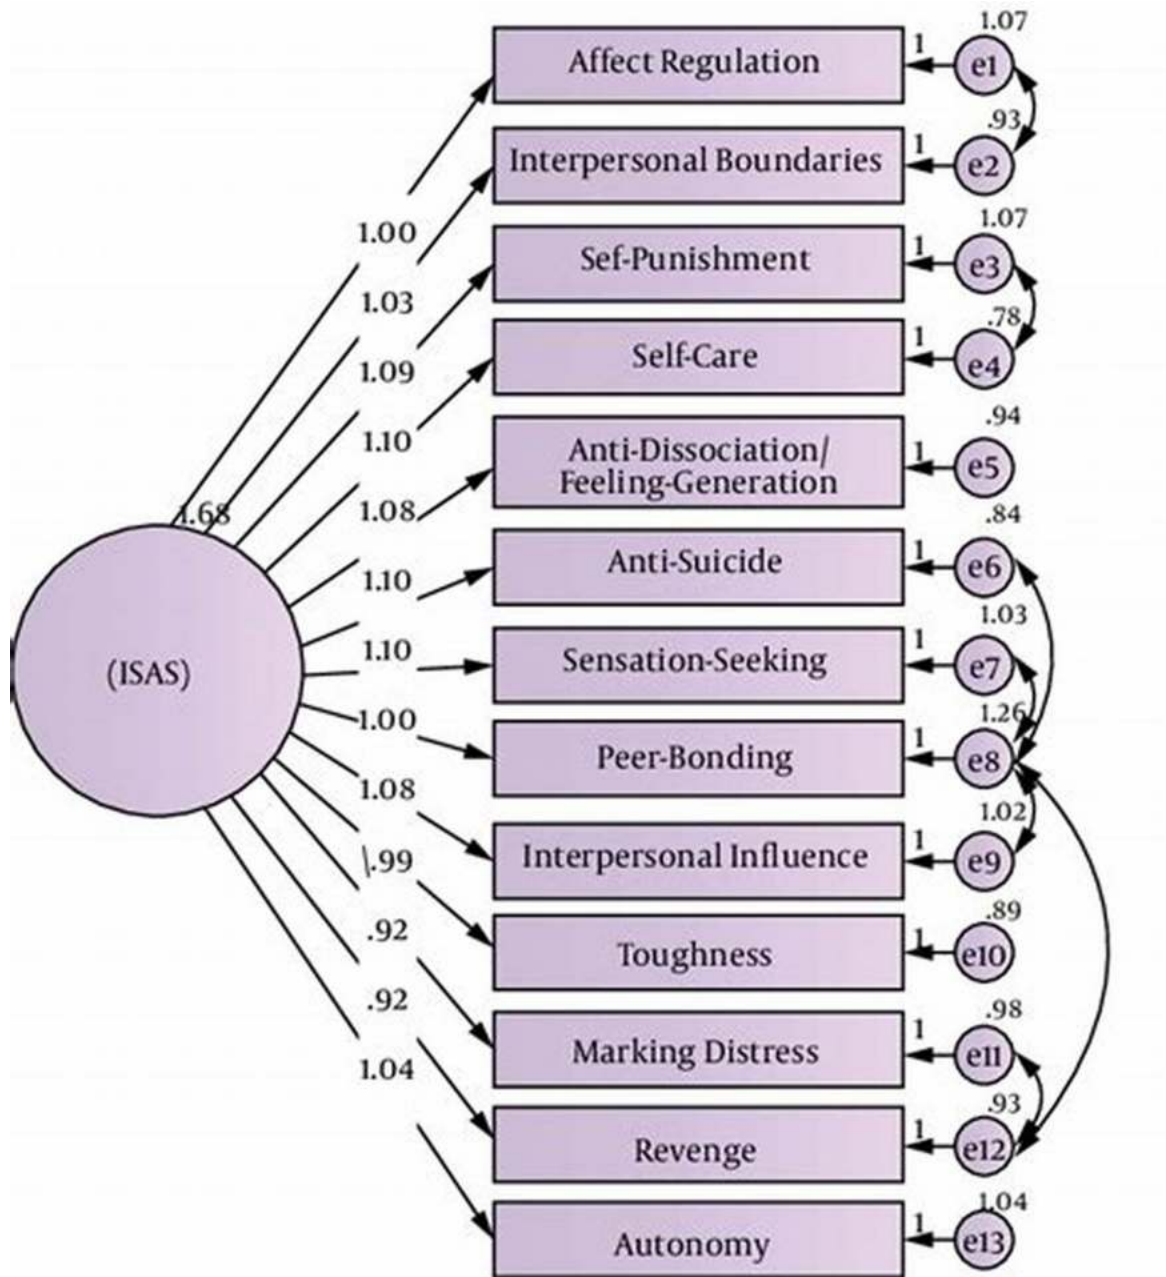 1.07
Affect Regulation
1
e1
.93
Interpersonal Boundaries
1
e2
1.07
1.00
Sef-Punishment
1
e3
1.03
.78
Self-Care
1
e4
1.09
.94
1.10
Anti-Dissociation/
Feeling-Generation
1
e5
1.08
1.68
.84
Anti-Suicide
1
e6
1.10
1.03
1.10
Sensation-Seeking
1
e7
(ISAS)
1.26
1.00
Peer-Bonding
1
e8
1.08
1.02
Interpersonal Influence
1
e9
.99
.89
.92
Toughness
1
e10
.92
.98
Marking Distress
1
e11
1.04
.93
Revenge
1
e12
1.04
Autonomy
1
e13